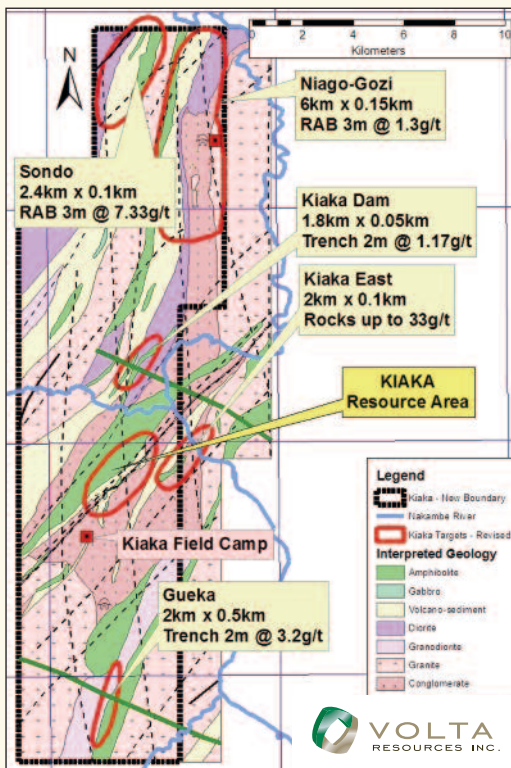 0 2 4 6 8 10
Kilometers
N
Niago-Gozi
6km x 0.15km
RAB 3m @ 1.3g/t
Sondo
2.4km x 0.1km
RAB 3m @ 7.33g/t
Kiaka Dam
1.8km x 0.05km
Trench 2m @ 1.17g/t
Kiaka East
2km x 0.1km
Rocks up to 33g/t
KIAKA
Resource Area
Kiaka Field Camp
Gueka
2km x 0.5km
Trench 2m @ 3.2g/t
Legend
Kiaka - New Boundary
Nakambe River
Kiaka Targets - Revised
Interpreted Geology
Amphibolite
Gabbro
Volcano-sediment
Diorite
Granodiorite
Granite
Conglomerate
VOLTA
RESOURCES INC.